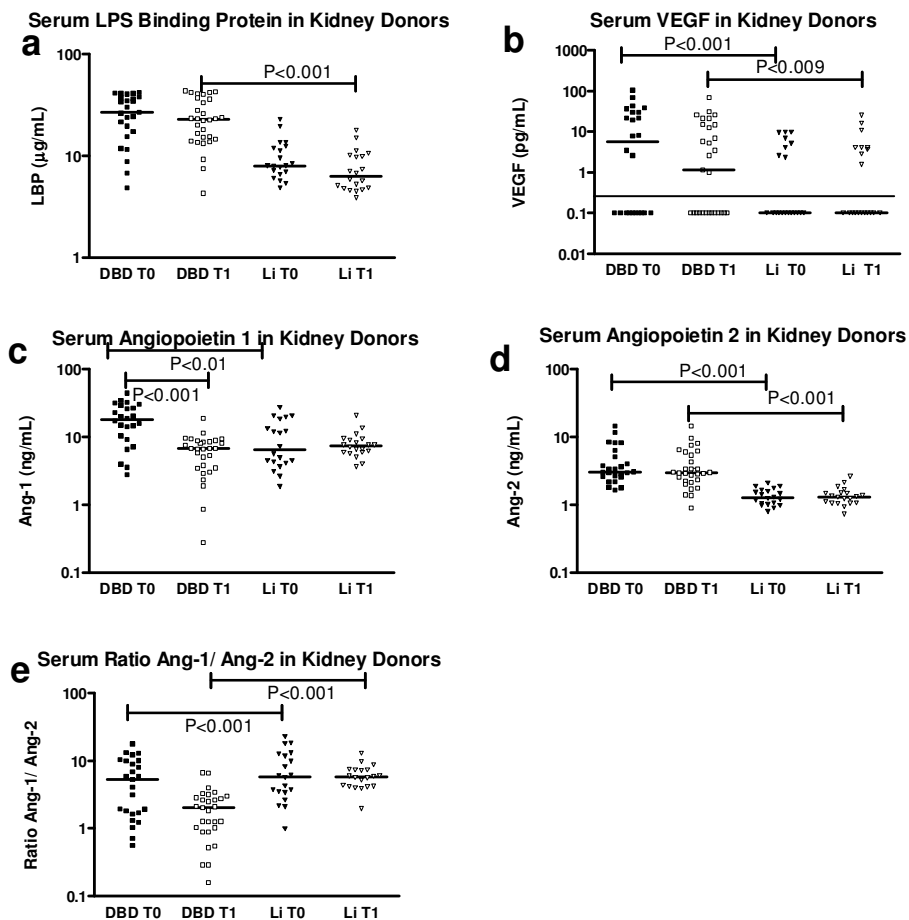 Serum LPS Binding Protein in Kidney Donors
a
100
10
1
LBP (µg/mL)
P<0.001
DBD T0 DBD T1 Li T0 Li T1
Serum VEGF in Kidney Donors
b
1000
100
10
1
0.1
0.01
VEGF (pg/mL)
P<0.001
P<0.009
DBD T0 DBD T1 Li T0 Li T1
Serum Angiopoietin 1 in Kidney Donors
c
100
10
1
0.1
Ang-1 (ng/mL)
P<0.01
P<0.001
DBD T0 DBD T1 Li T0 Li T1
Serum Angiopoietin 2 in Kidney Donors
d
100
10
1
0.1
Ang-2 (ng/mL)
P<0.001
P<0.001
DBD T0 DBD T1 Li T0 Li T1
Serum Ratio Ang-1/ Ang-2 in Kidney Donors
e
100
10
1
0.1
Ratio Ang-1/ Ang-2
P<0.001
P<0.001
DBD T0 DBD T1 Li T0 Li T1